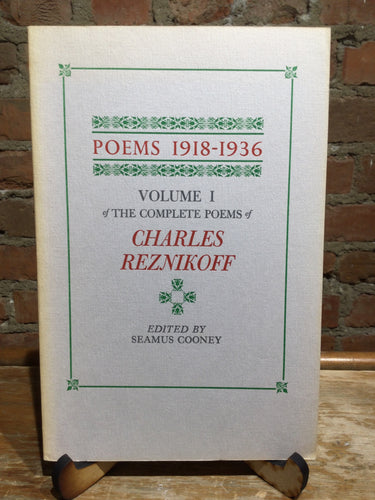 POEMS 1918-1936
VOLUME I
of THE COMPLETE POEMS of
CHARLES
REZNIKOFF
EDITED BY
SEAMUS COONEY